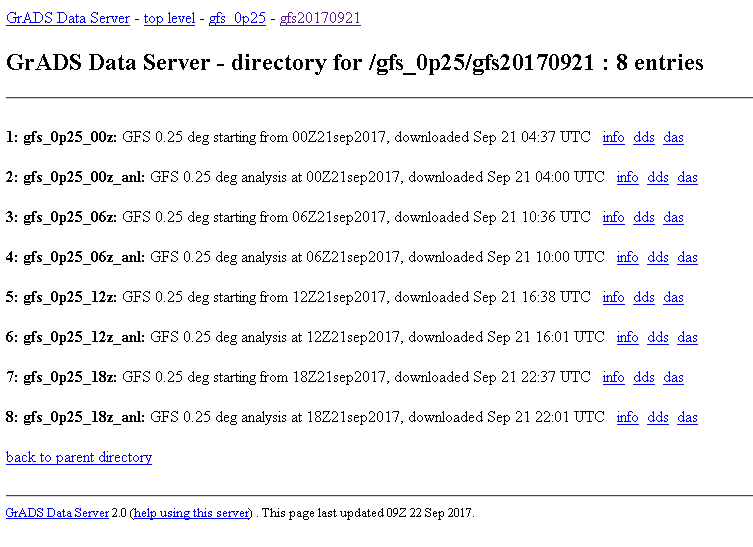 GrADS Data Server - top level - gfs_0p25 - gfs20170921
GrADS Data Server - directory for /gfs_0p25/gfs20170921 : 8 entries
1: gfs_0p25_00z: GFS 0.25 deg starting from 00Z21sep2017, downloaded Sep 21 04:37 UTC info dds das
2: gfs_0p25_00z_anl: GFS 0.25 deg analysis at 00Z21sep2017, downloaded Sep 21 04:00 UTC info dds das
3: gfs_0p25_06z: GFS 0.25 deg starting from 06Z21sep2017, downloaded Sep 21 10:36 UTC info dds das
4: gfs_0p25_06z_anl: GFS 0.25 deg analysis at 06Z21sep2017, downloaded Sep 21 10:00 UTC info dds das
5: gfs_0p25_12z: GFS 0.25 deg starting from 12Z21sep2017, downloaded Sep 21 16:38 UTC info dds das
6: gfs_0p25_12z_anl: GFS 0.25 deg analysis at 12Z21sep2017, downloaded Sep 21 16:01 UTC info dds das
7: gfs_0p25_18z: GFS 0.25 deg starting from 18Z21sep2017, downloaded Sep 21 22:37 UTC info dds das
8: gfs_0p25_18z_anl: GFS 0.25 deg analysis at 18Z21sep2017, downloaded Sep 21 22:01 UTC info dds das
back to parent directory
GrADS Data Server 2.0 (help using this server) . This page last updated 09Z 22 Sep 2017.